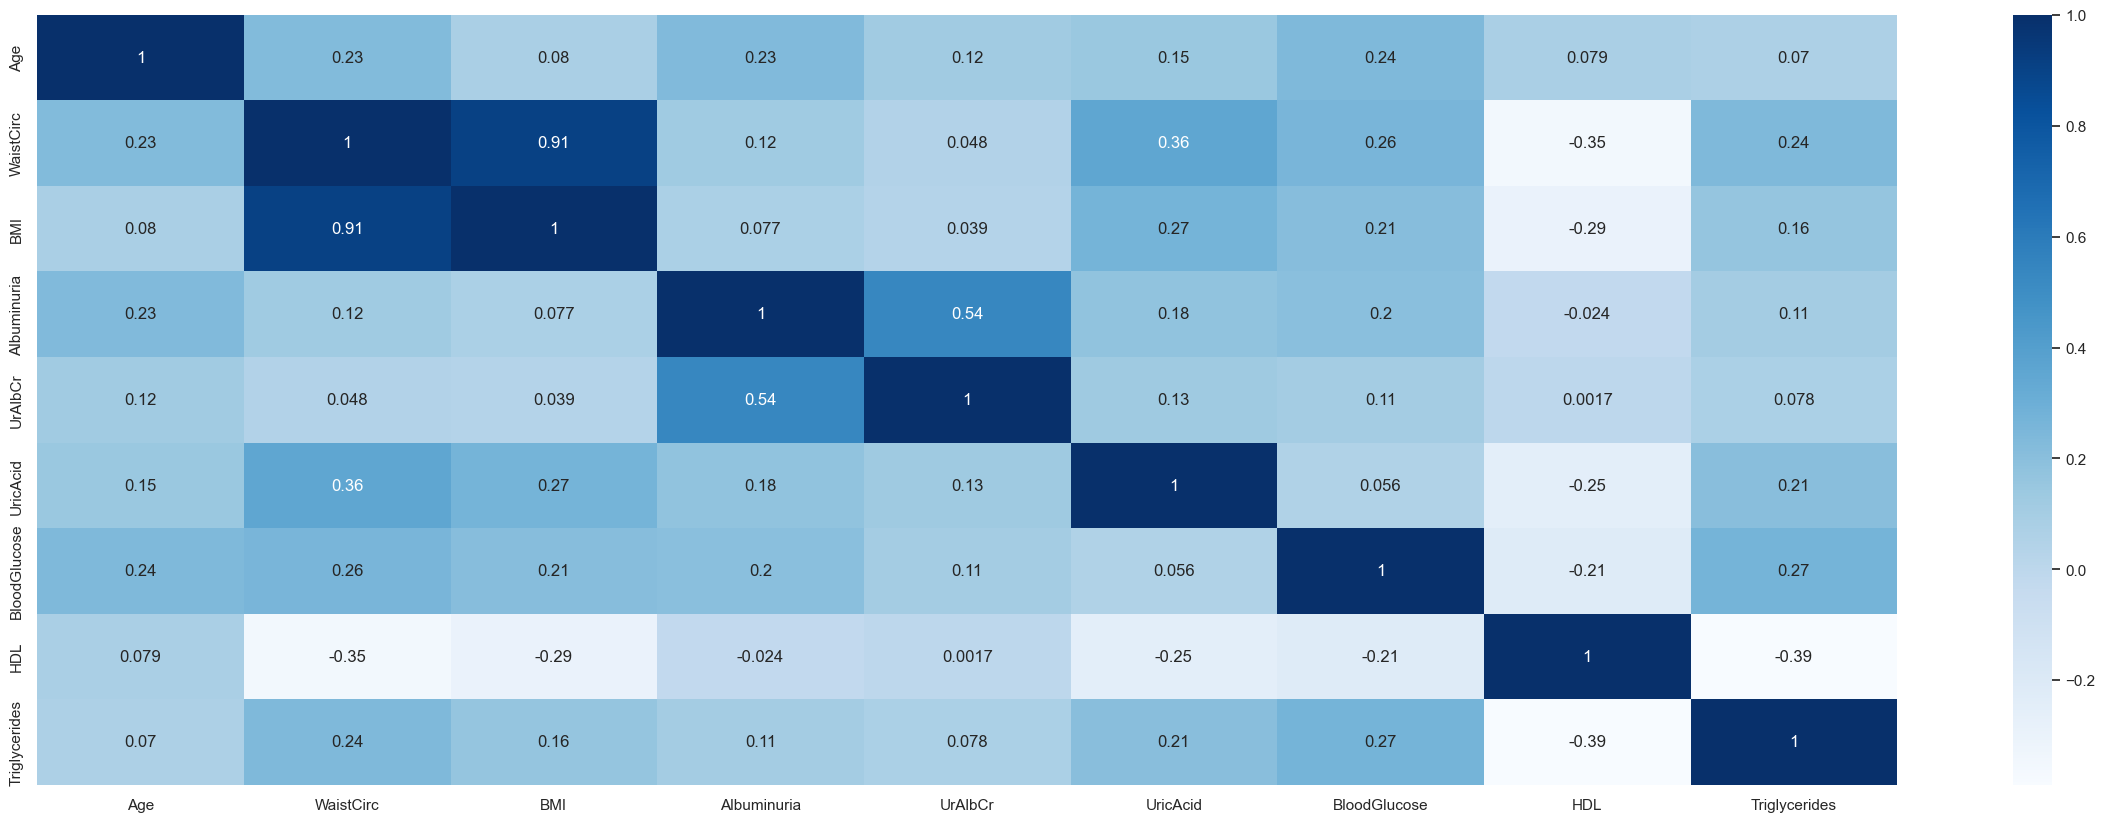 Age 1 0.23 0.08 0.23 0.12 0.15 0.24 0.079 0.07
WaistCirc 0.23 1 0.91 0.12 0.048 0.36 0.26 -0.35 0.24
BMI 0.08 0.91 1 0.077 0.039 0.27 0.21 -0.29 0.16
Albuminuria 0.23 0.12 0.077 1 0.54 0.18 0.2 -0.024 0.11
UrAlbCr 0.12 0.048 0.039 0.54 1 0.13 0.11 0.0017 0.078
UricAcid 0.15 0.36 0.27 0.18 0.13 1 0.056 -0.25 0.21
BloodGlucose 0.24 0.26 0.21 0.2 0.11 0.056 1 -0.21 0.27
HDL 0.079 -0.35 -0.29 -0.024 0.0017 -0.25 -0.21 1 -0.39
Triglycerides 0.07 0.24 0.16 0.11 0.078 0.21 0.27 -0.39 1
Age WaistCirc BMI Albuminuria UrAlbCr UricAcid BloodGlucose HDL Triglycerides
1.0
0.8
0.6
0.4
0.2
0.0
−0.2